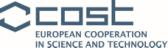 cost
EUROPEAN COOPERATION
IN SCIENCE AND TECHNOLOGY